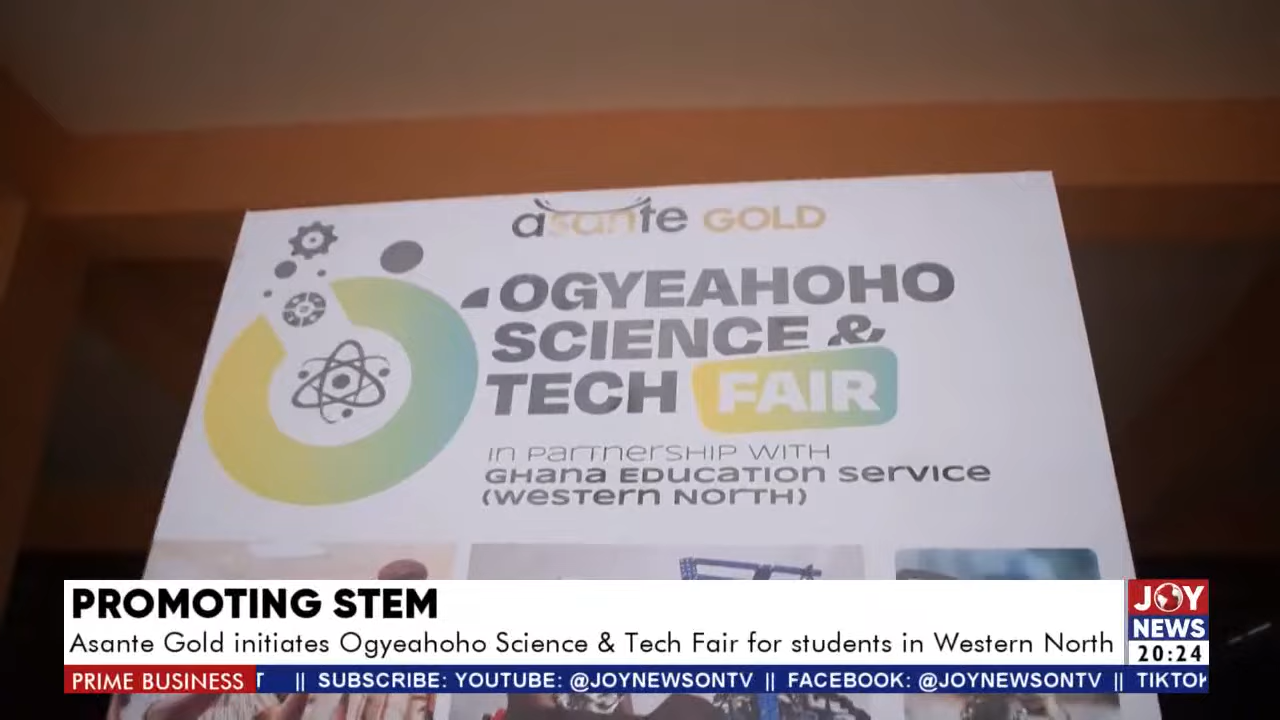 asante GOLD
OGYEAHOHO
SCIENCE &
TECH FAIR
In PARTNERSHIP WITH
GHana EDUCATION SERVICE
(WESTERN NORTH)
PROMOTING STEM
Asante Gold initiates Ogyeahoho Science & Tech Fair for students in Western North
JOY
NEWS
20:24
PRIME BUSINESS || SUBSCRIBE: YOUTUBE: @JOYNEWSONTV || FACEBOOK: @JOYNEWSONTV ||